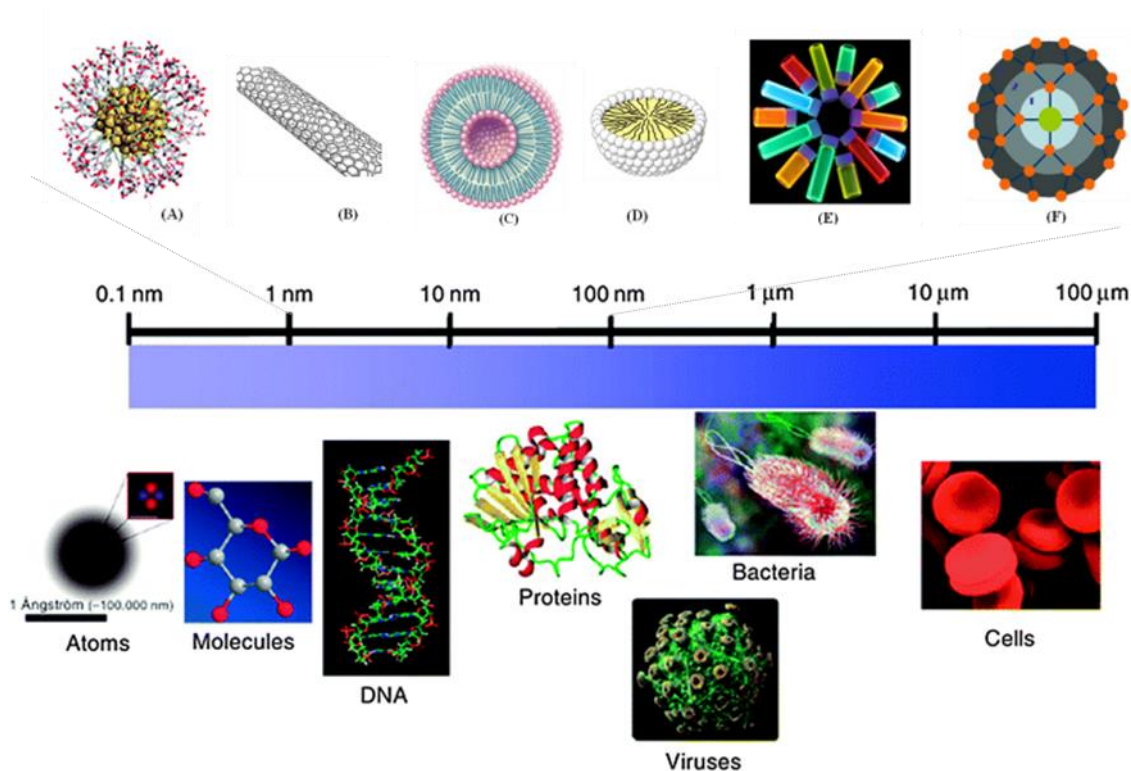 (A)
(B)
(C)
(D)
(E)
(F)
0.1 nm 1 nm 10 nm 100 nm 1 µm 10 µm 100 µm
1 Ångström (~100.000 nm)
Atoms
Molecules
DNA
Proteins
Bacteria
Viruses
Cells